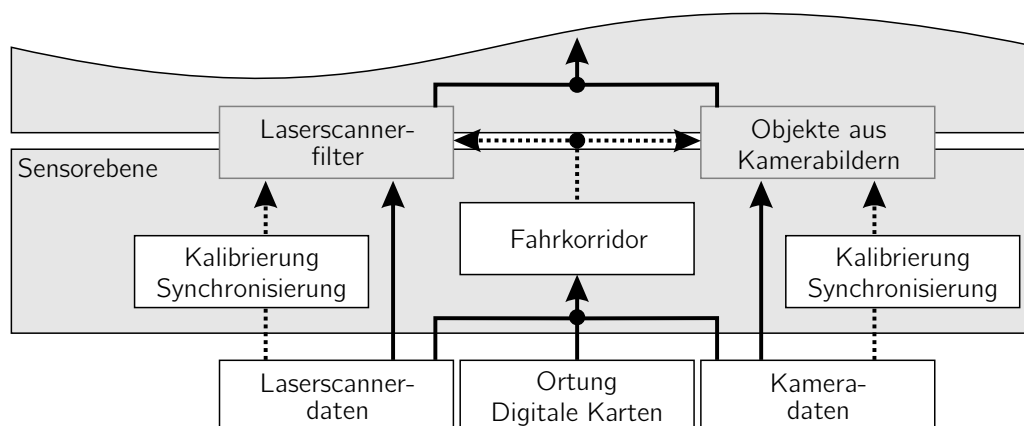 Laserscanner-
filter
Objekte aus
Kamerabildern
Sensorebene
Kalibrierung
Synchronisierung
Fahrkorridor
Kalibrierung
Synchronisierung
Laserscanner-
daten
Ortung
Digitale Karten
Kamera-
daten